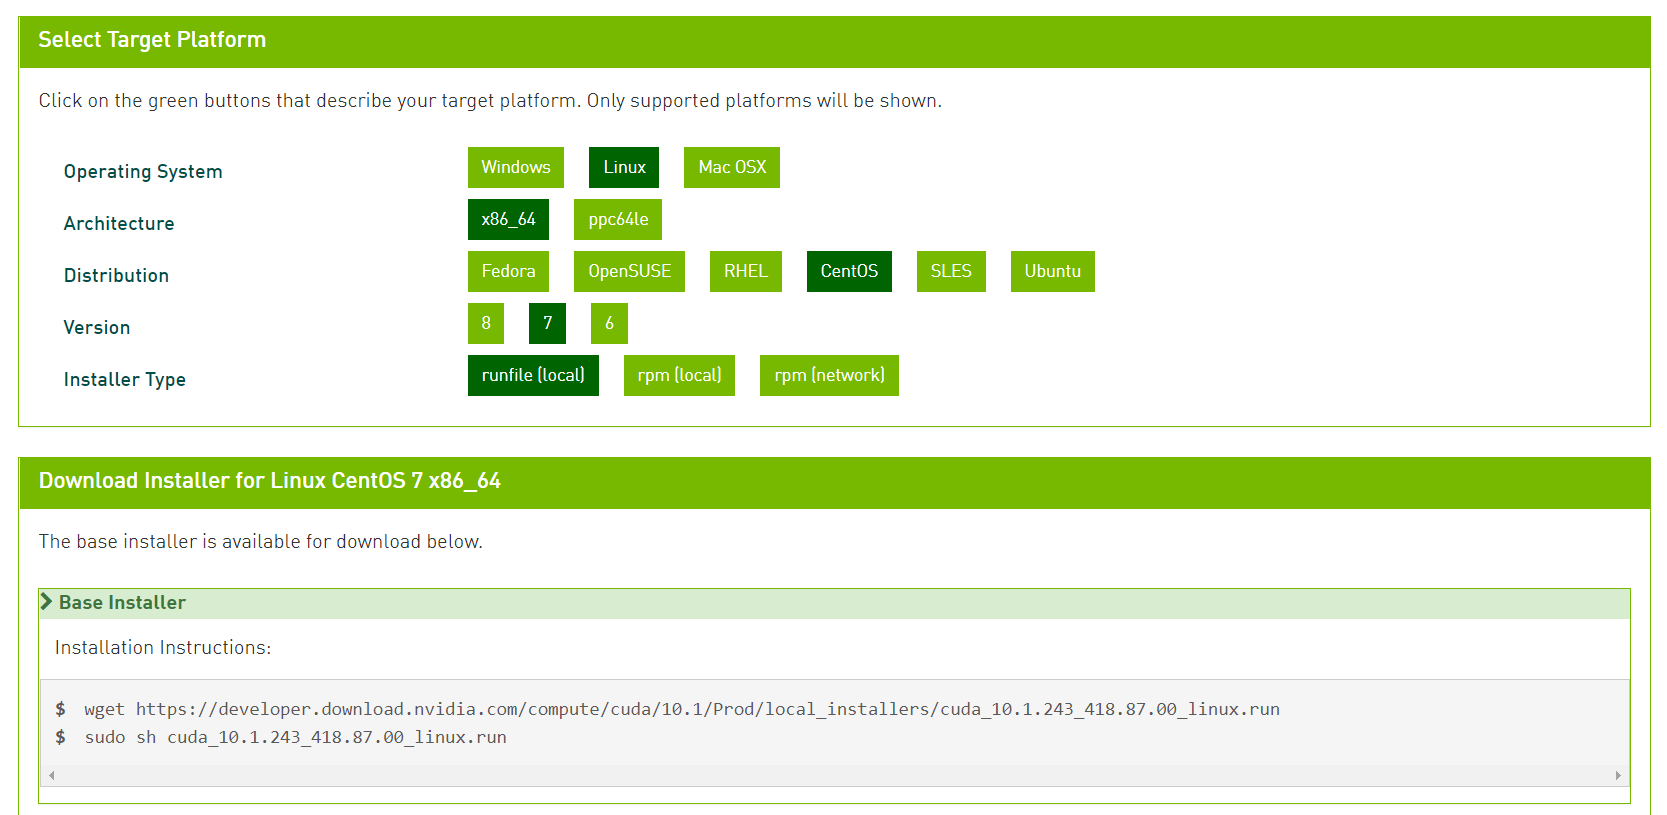 Select Target Platform
Click on the green buttons that describe your target platform. Only supported platforms will be shown.
Operating System Windows Linux Mac OSX
Architecture x86_64 ppc64le
Distribution Fedora OpenSUSE RHEL CentOS SLES Ubuntu
Version 8 7 6
Installer Type runfile (local) rpm (local) rpm (network)
Download Installer for Linux CentOS 7 x86_64
The base installer is available for download below.
Base Installer
Installation Instructions:
$ wget https://developer.download.nvidia.com/compute/cuda/10.1/Prod/local_installers/cuda_10.1.243_418.87.00_linux.run
$ sudo sh cuda_10.1.243_418.87.00_linux.run